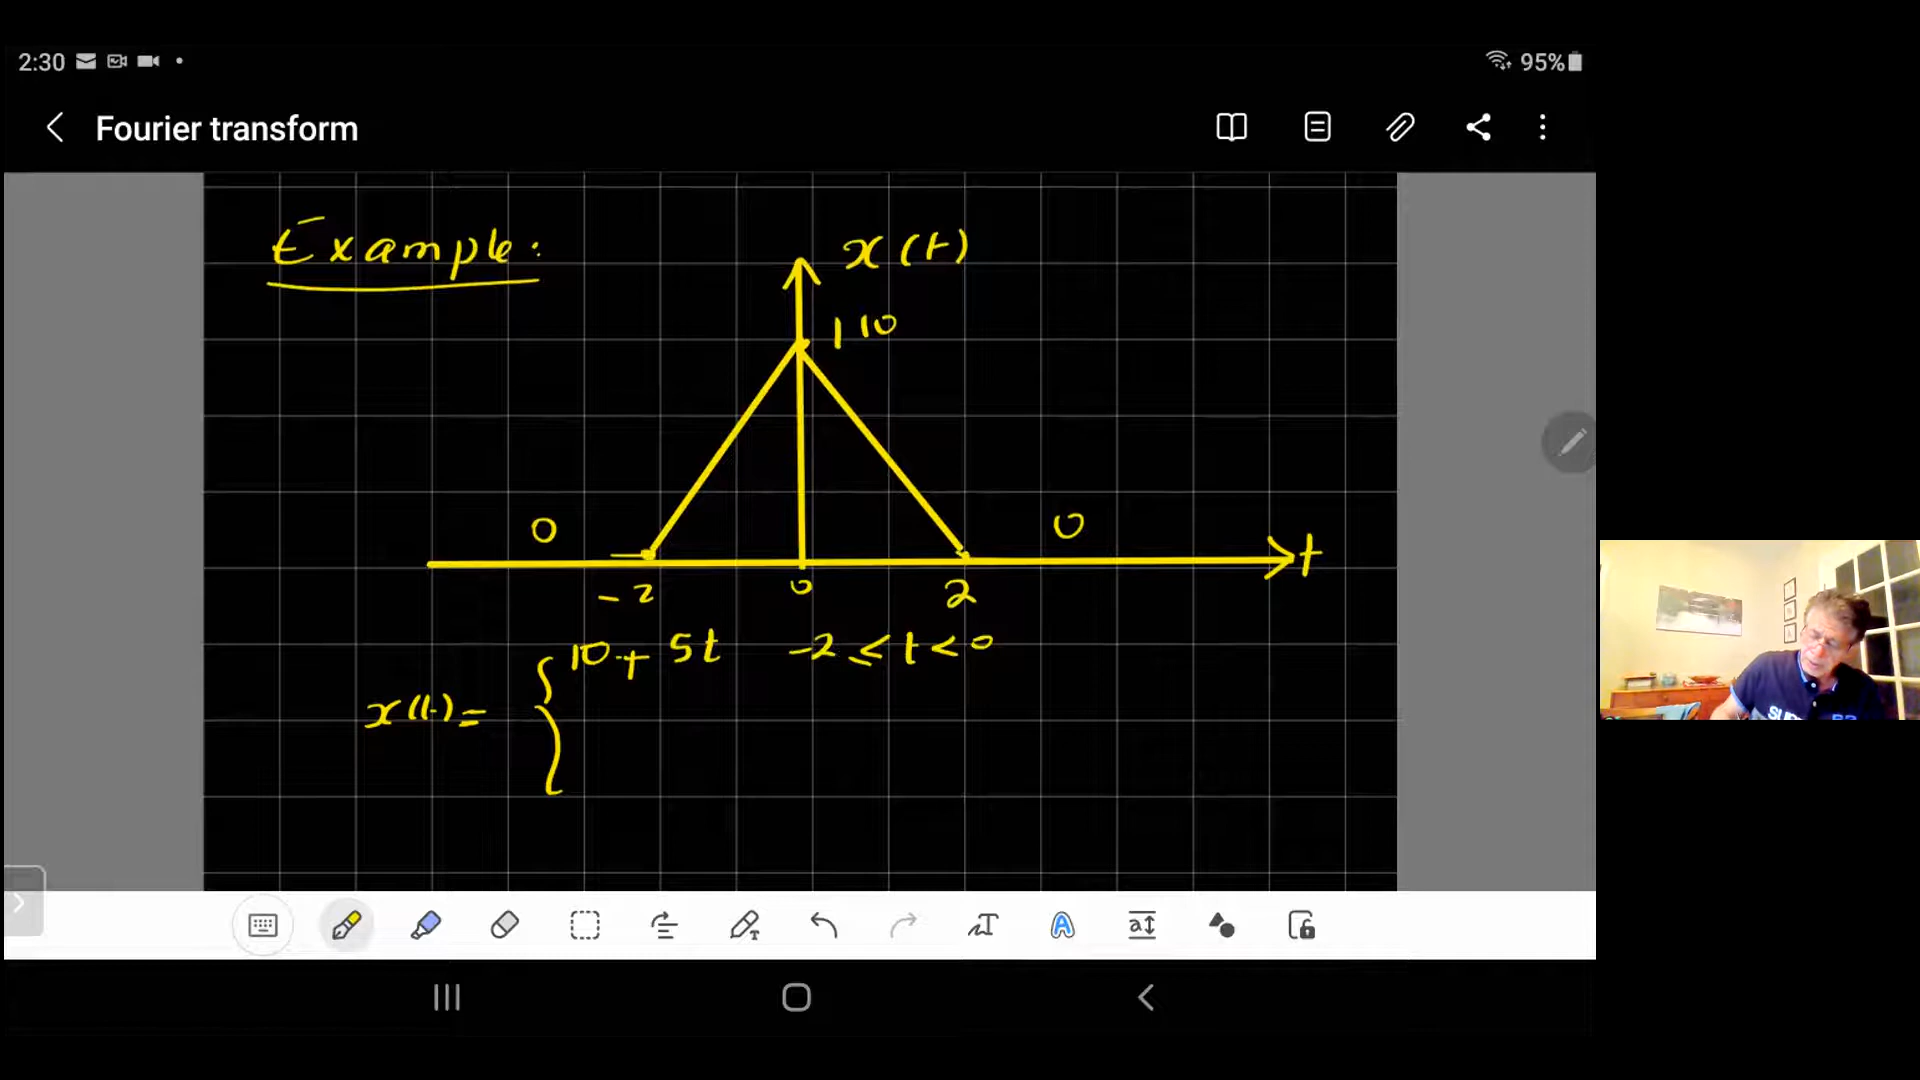 2:30 95%
Fourier transform
Example:
x(t)
10
0 0
t
-2 0 2
10+5t -2≤t<0
x(t)=